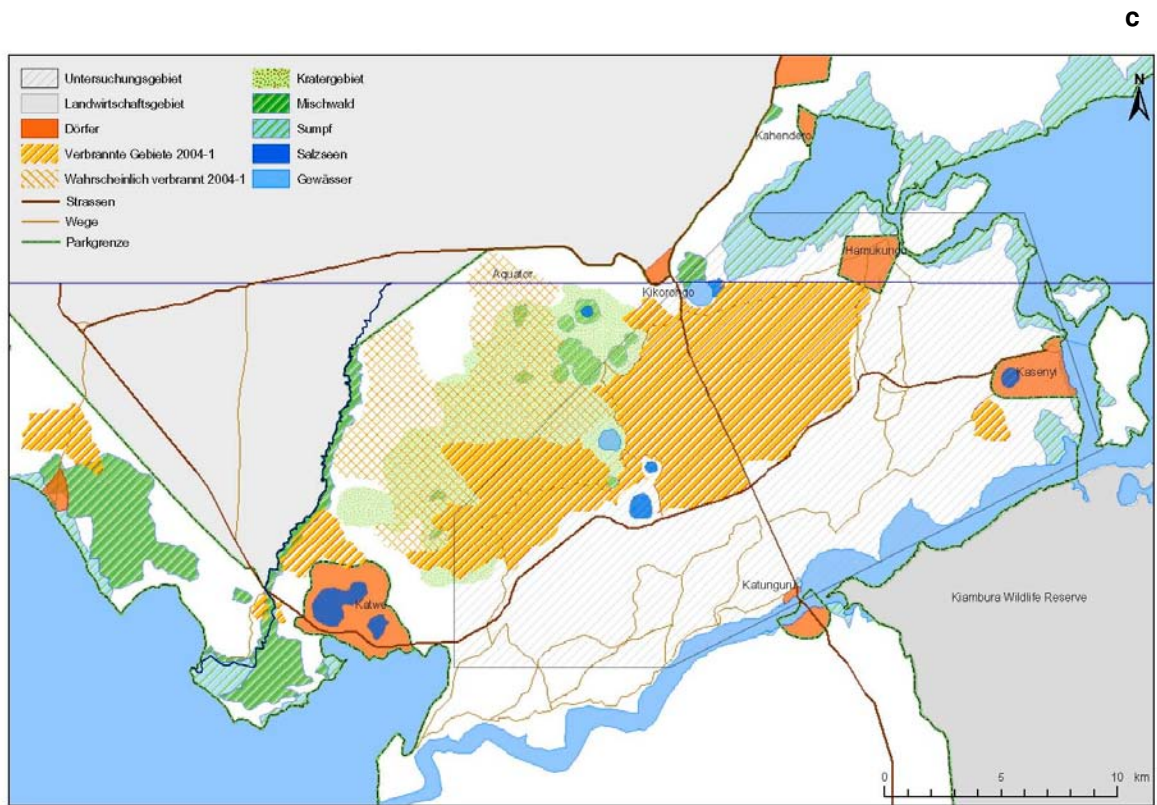 c
Untersuchungsgebiet
Landwirtschaftsgebiet
Dörfer
Verbrannte Gebiete 2004-1
Wahrscheinlich verbrannt 2004-1
Strassen
Wege
Parkgrenze
Kratergebiet
Mischwald
Sumpf
Salzseen
Gewässer
N
Kahendero
Hamukungu
Äquator
Kikorongo
Kasenyi
Katwe
Katunguru
Kiambura Wildlife Reserve
0 5 10 km